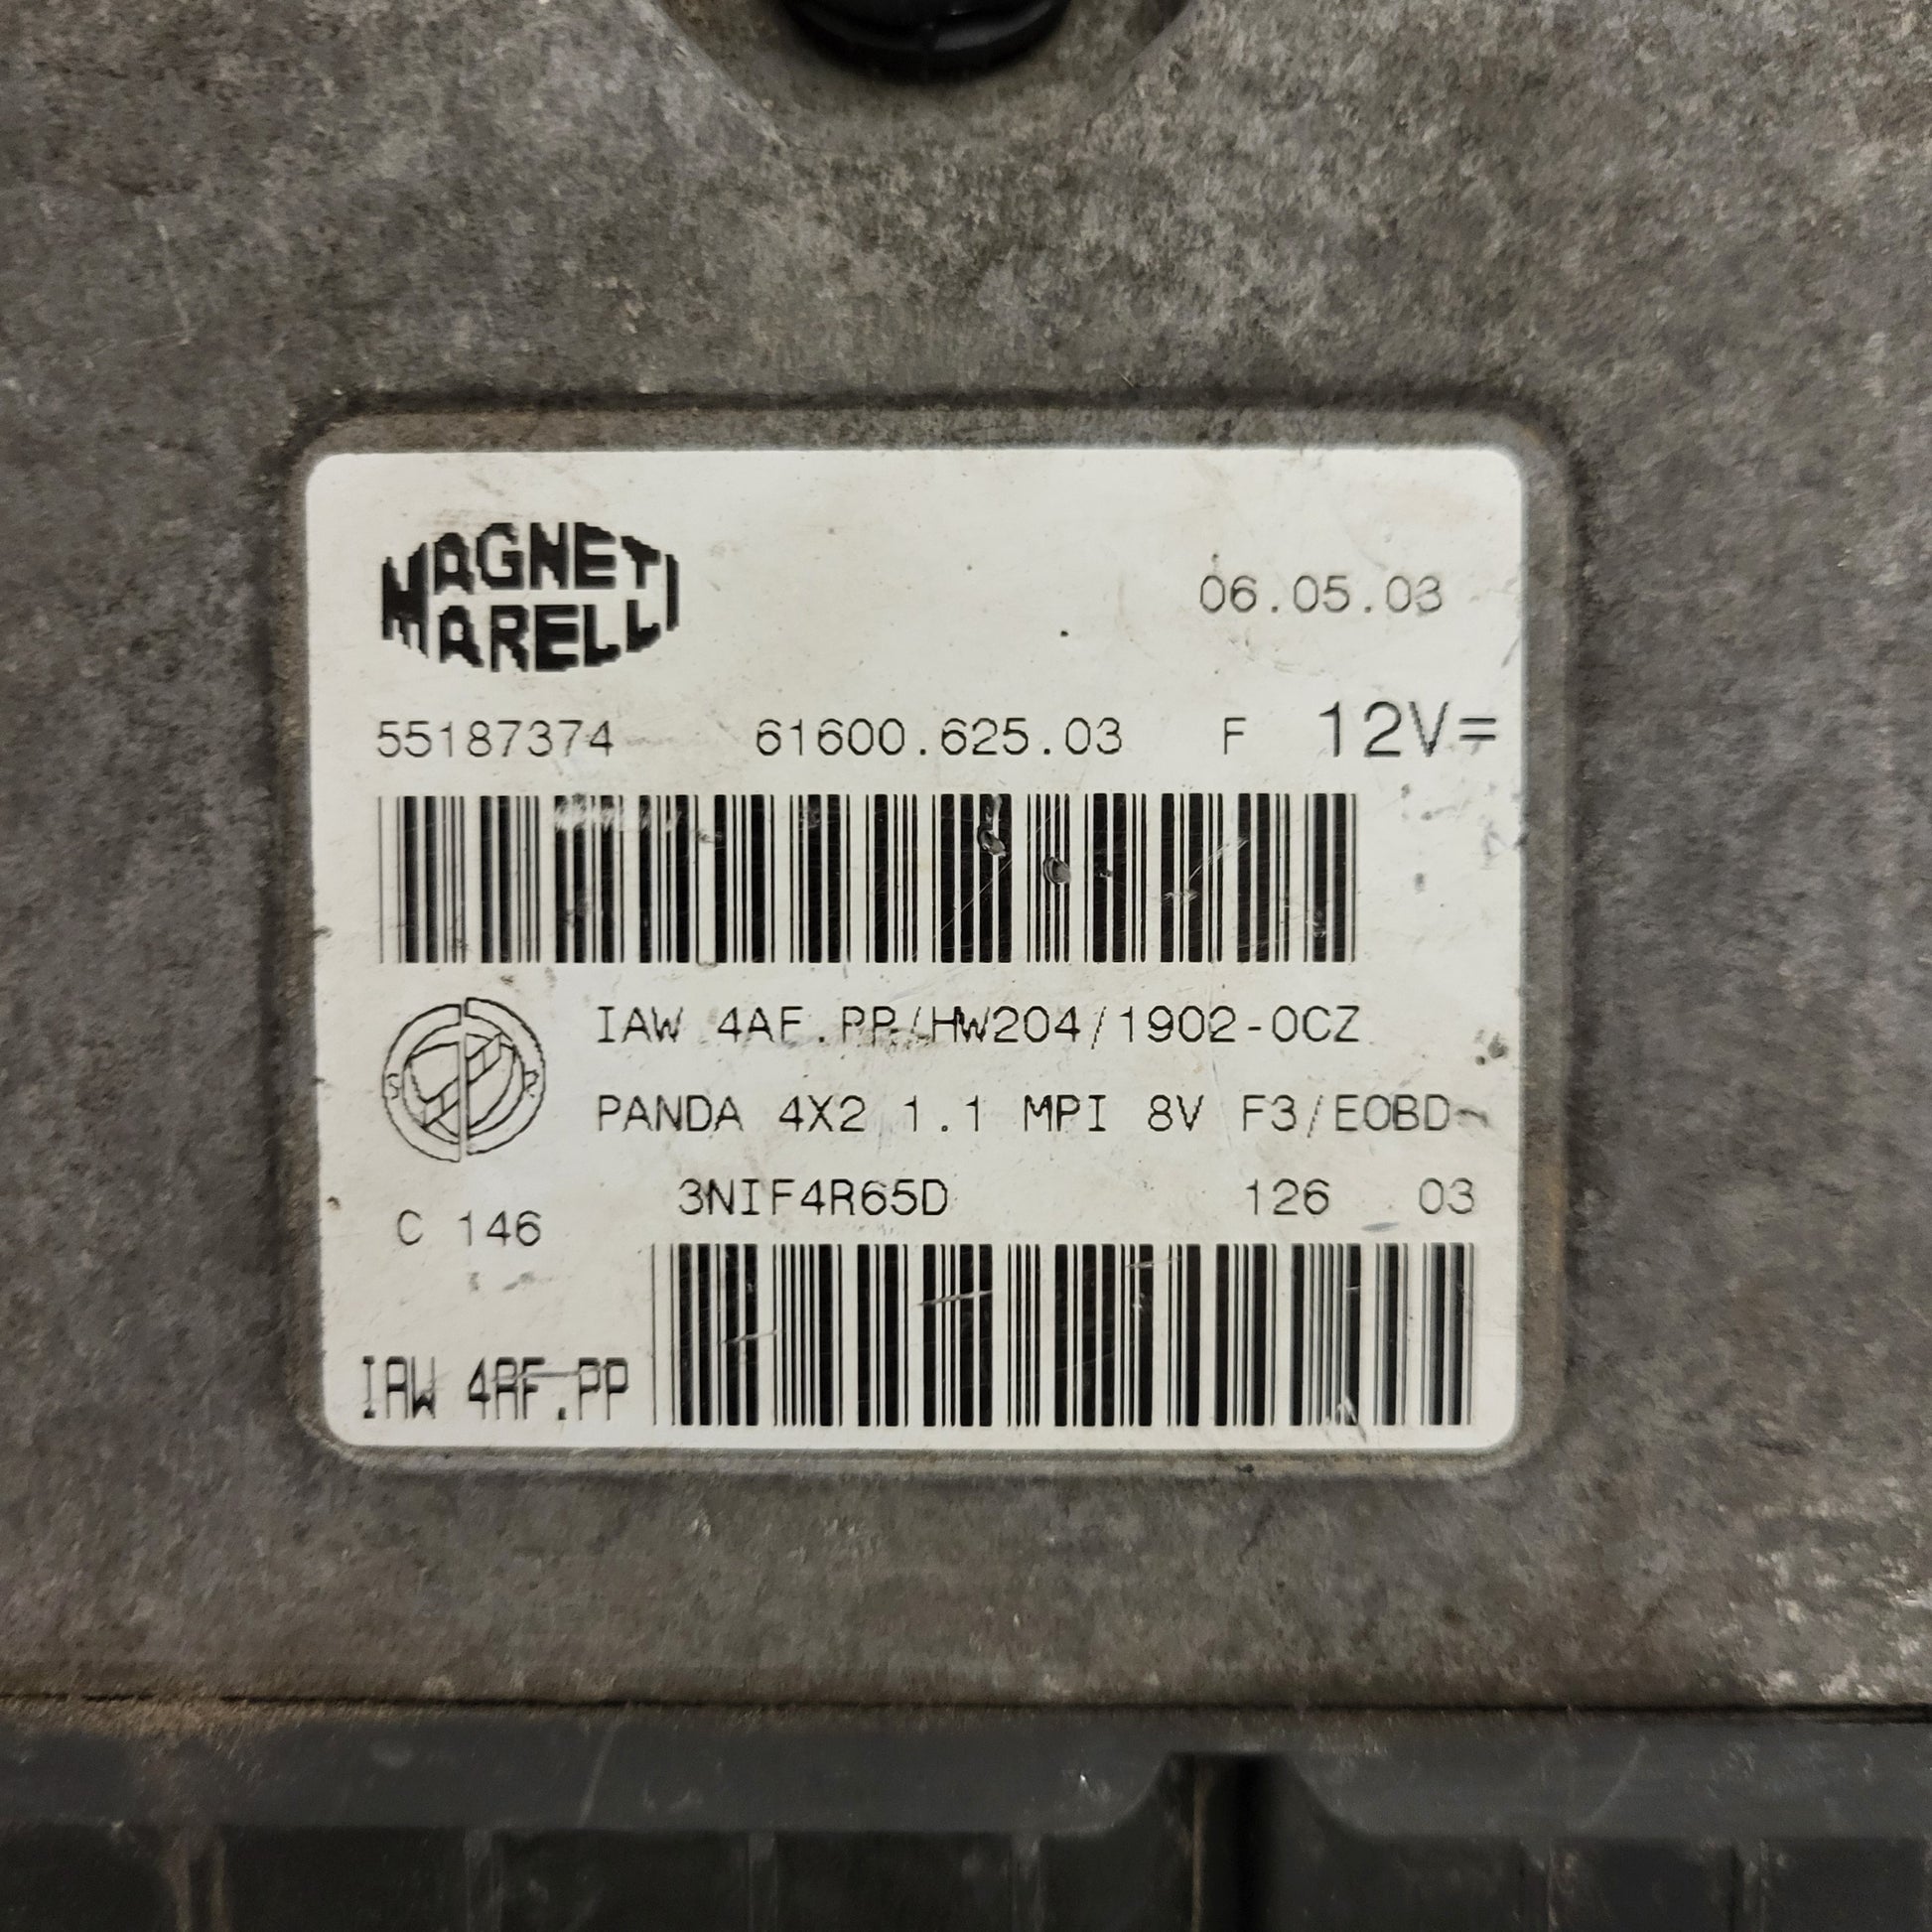 MAGNETI
MARELLI
06.05.03
55187374 61600.625.03 F 12V=
IAW 4AF.PP/HW204/1902-0CZ
S R
PANDA 4X2 1.1 MPI 8V F3/EOBD
3NIF4R65D 126 03
C 146
IAW 4AF.PP